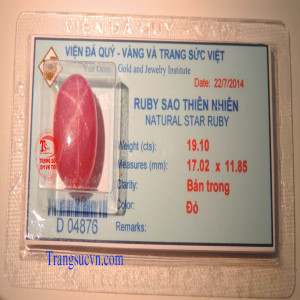 VIỆN ĐÁ QUÝ - VÀNG VÀ TRANG SỨC VIỆT
Gold and Jewelry Institute
Date: 22/7/2014
RUBY SAO THIÊN NHIÊN
NATURAL STAR RUBY
Weight (cts): 19.10
Measures (mm): 17.02 x 11.85
Clarity: Bán trong
Color: Đỏ
D 04876 Remarks:
Trangsucvn.com